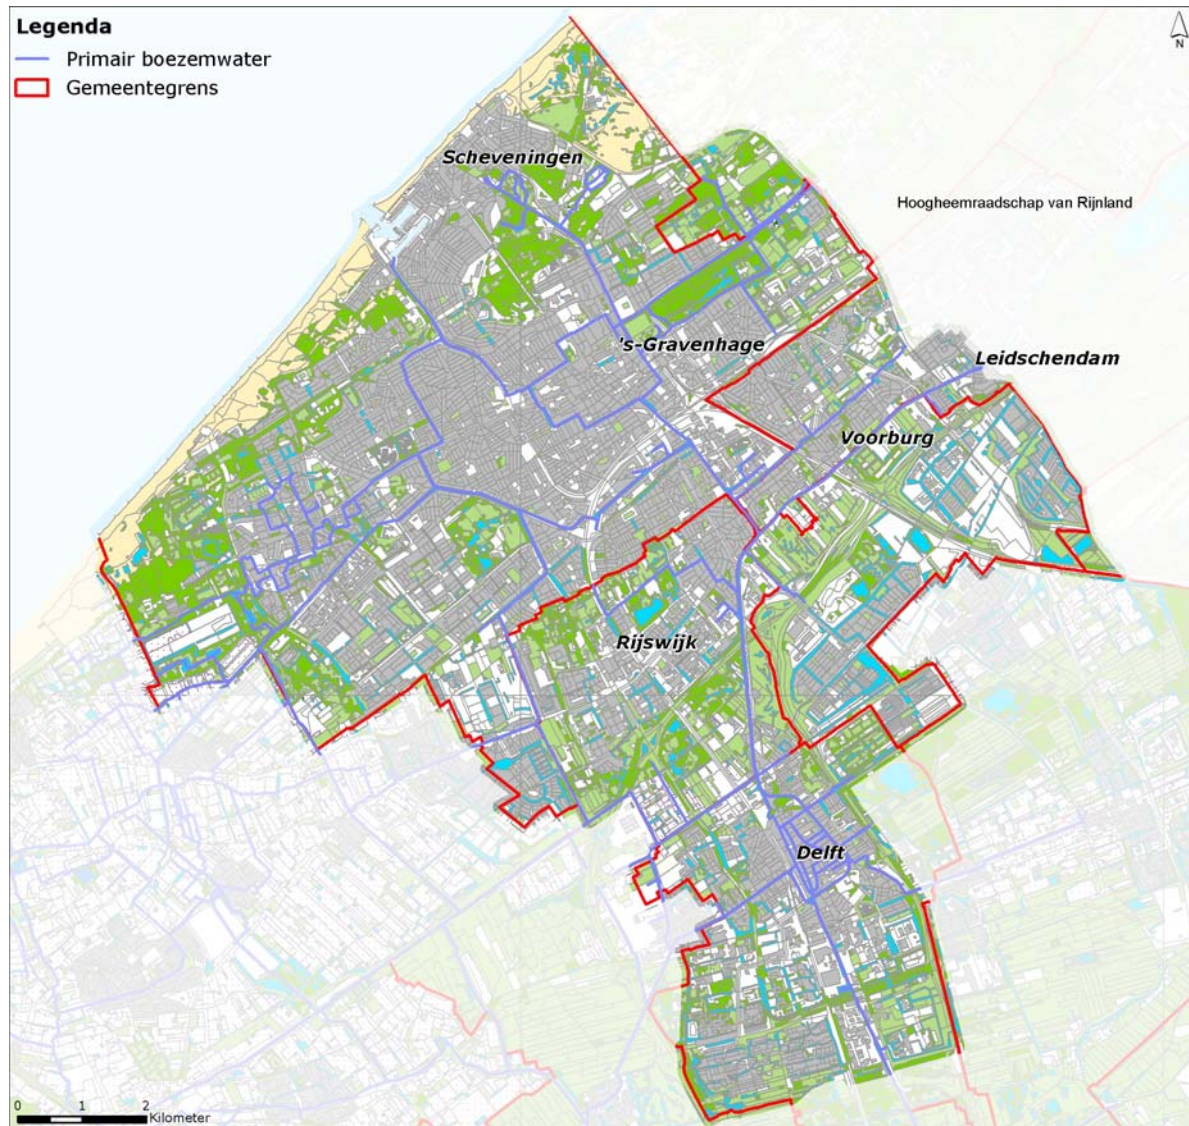 Legenda
Primair boezemwater
Gemeentegrens
N
Scheveningen
Hoogheemraadschap van Rijnland
's-Gravenhage
Leidschendam
Voorburg
Rijswijk
Delft
0 1 2
Kilometer